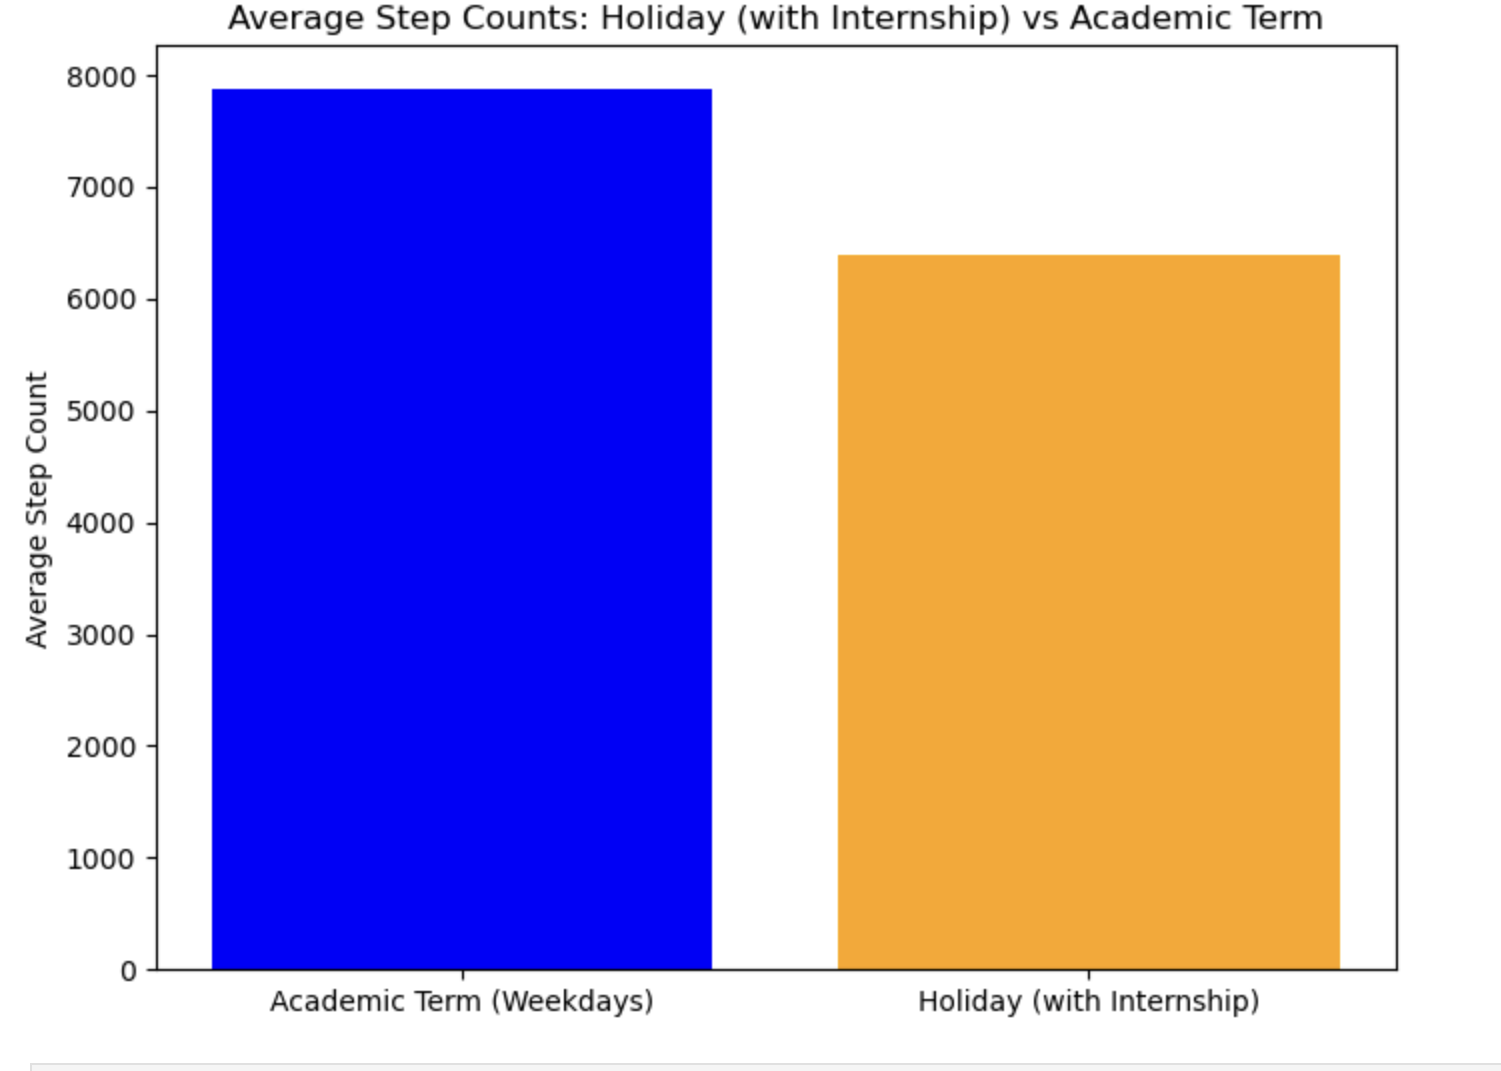 Average Step Counts: Holiday (with Internship) vs Academic Term
8000
7000
6000
5000
4000
3000
2000
1000
0
Average Step Count
Academic Term (Weekdays)
Holiday (with Internship)